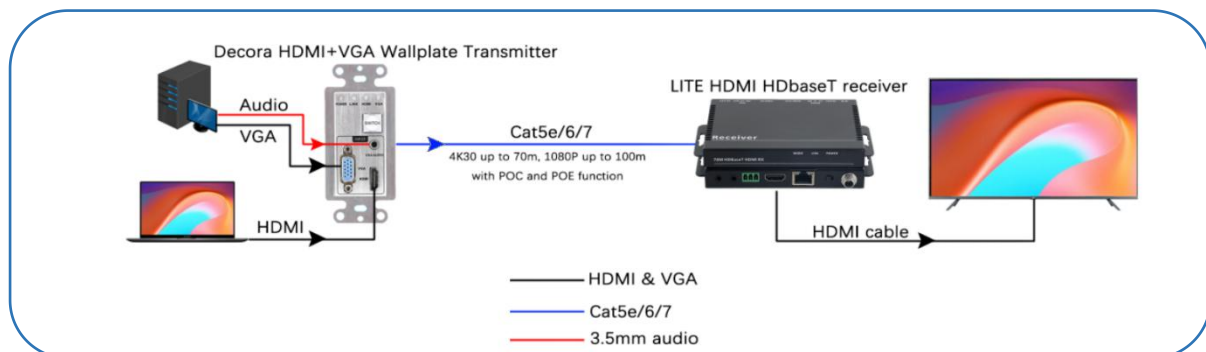 Decora HDMI+VGA Wallplate Transmitter
LITE HDMI HDbaseT receiver
Audio
VGA
SWITCH
Cat5e/6/7
4K30 up to 70m, 1080P up to 100m
with POC and POE function
Receiver
HDMI
HDMI cable
HDMI & VGA
Cat5e/6/7
3.5mm audio